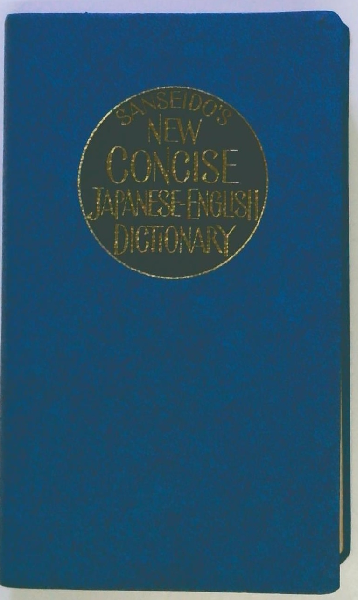 SANSEIDO'S
NEW
CONCISE
JAPANESE-ENGLISH
DICTIONARY